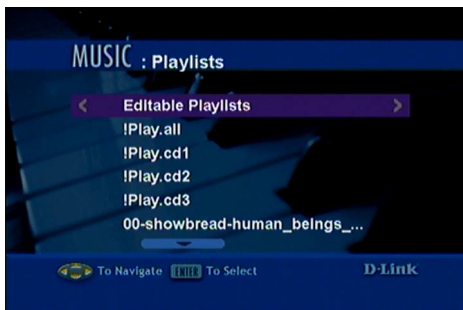 MUSIC : Playlists
< Editable Playlists >
!Play.all
!Play.cd1
!Play.cd2
!Play.cd3
00-showbread-human_beings_...
To Navigate ENTER To Select D-Link